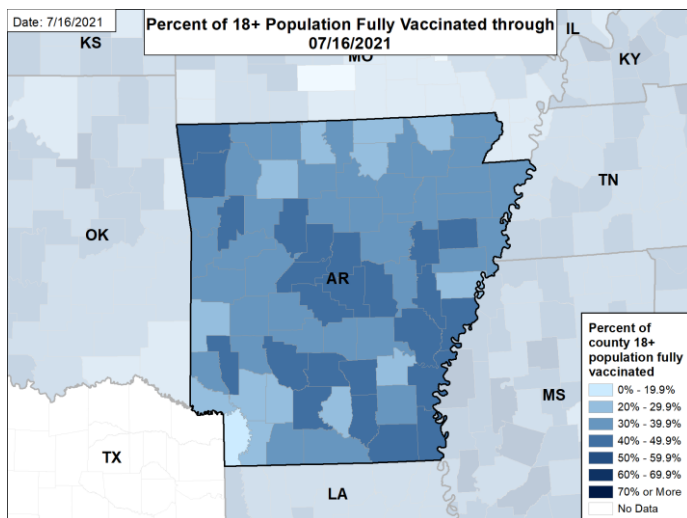 Date: 7/16/2021
Percent of 18+ Population Fully Vaccinated through
07/16/2021
IL
KS
MO
KY
TN
OK
AR
MS
TX
LA
Percent of
county 18+
population fully
vaccinated
0% - 19.9%
20% - 29.9%
30% - 39.9%
40% - 49.9%
50% - 59.9%
60% - 69.9%
70% or More
No Data